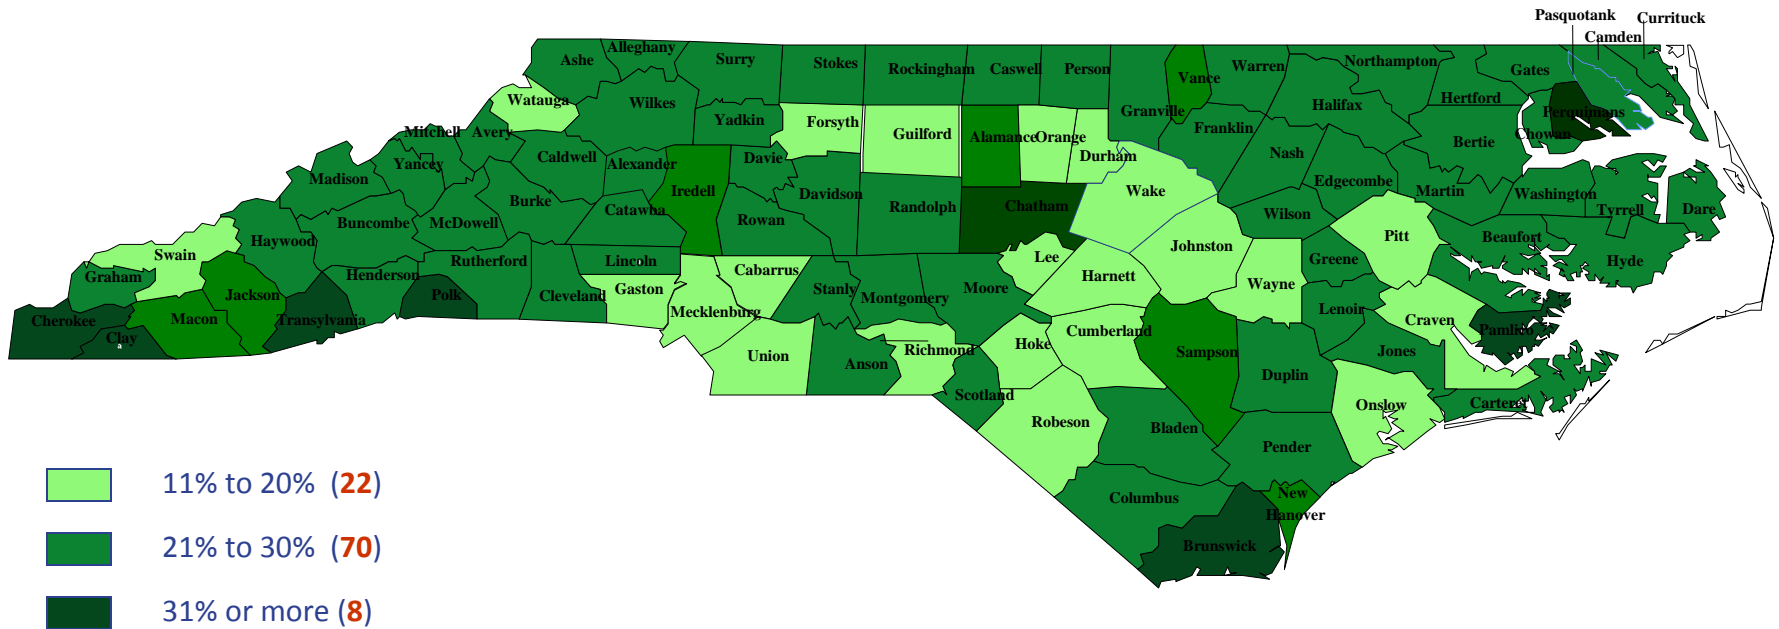 Pasquotank
Currituck
Camden
Ashe
Alleghany
Surry
Stokes
Rockingham
Caswell
Person
Vance
Warren
Northampton
Gates
Watauga
Wilkes
Yadkin
Forsyth
Guilford
Alamance
Orange
Durham
Granville
Franklin
Halifax
Hertford
Bertie
Chowan
Perquimans
Mitchell
Avery
Yancey
Caldwell
Alexander
Davie
Iredell
Davidson
Randolph
Chatham
Wake
Nash
Edgecombe
Martin
Washington
Tyrrell
Dare
Madison
Buncombe
McDowell
Burke
Catawba
Rowan
Wilson
Pitt
Beaufort
Hyde
Swain
Haywood
Graham
Henderson
Rutherford
Lincoln
Gaston
Cabarrus
Lee
Harnett
Johnston
Wayne
Greene
Cherokee
Clay
a
Macon
Jackson
Transylvania
Polk
Cleveland
Mecklenburg
Stanly
Montgomery
Moore
Cumberland
Lenoir
Craven
Pamlico
Union
Anson
Richmond
Hoke
Sampson
Duplin
Jones
Scotland
Robeson
Bladen
Onslow
Carteret
Pender
Columbus
New
Hanover
Brunswick
11% to 20% (22)
21% to 30% (70)
31% or more (8)